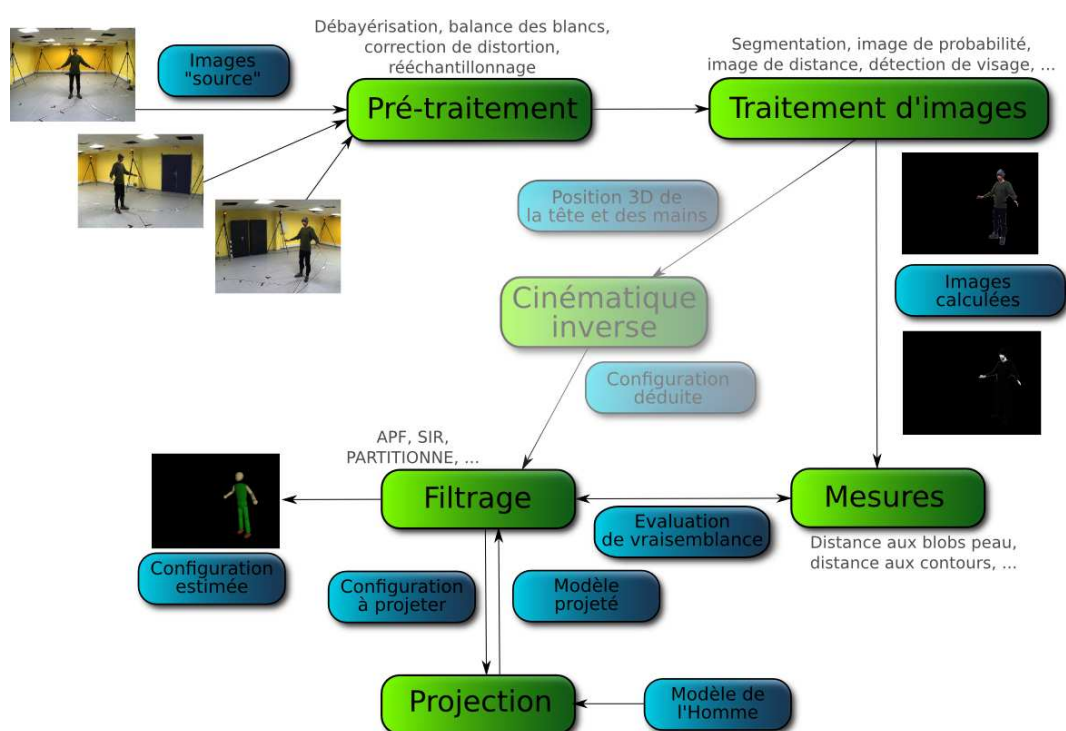 Débayérisation, balance des blancs,
correction de distortion,
rééchantillonnage
Segmentation, image de probabilité,
image de distance, détection de visage, ...
Images
"source"
Pré-traitement
Traitement d'images
Position 3D de
la tête et des mains
Images
calculées
Cinématique
inverse
Configuration
déduite
APF, SIR,
PARTITIONNE, ...
Filtrage
Mesures
Evaluation
de vraisemblance
Distance aux blobs peau,
distance aux contours, ...
Configuration
estimée
Configuration
à projeter
Modèle
projeté
Projection
Modèle de
l'Homme